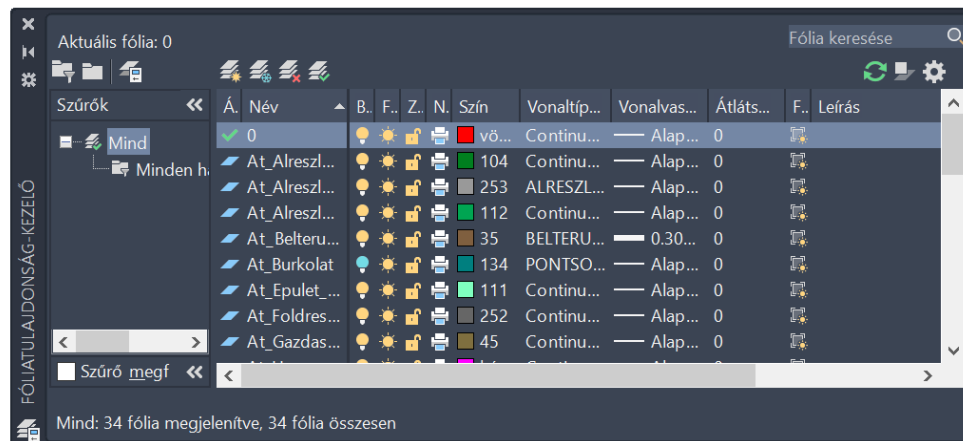 Aktuális fólia: 0
Fólia keresése
Szűrők
Á. Név B.. F.. Z.. N. Szín Vonaltíp... Vonalvas... Átláts... F.. Leírás
Mind
Minden
0 vö... Continu... Alap... 0
At_Alreszl... 104 Continu... Alap... 0
At_Alreszl... 253 ALRESZL... Alap... 0
At_Alreszl... 112 Continu... Alap... 0
At_Belteru... 35 BELTERU... 0.30... 0
At_Burkolat 134 PONTSO... Alap... 0
At_Epulet_... 111 Continu... Alap... 0
At_Foldres... 252 Continu... Alap... 0
At_Gazdas... 45 Continu... Alap... 0
Szűrő megf
Mind: 34 fólia megjelenítve, 34 fólia összesen
FÓLIATULAJDONSÁG-KEZELŐ